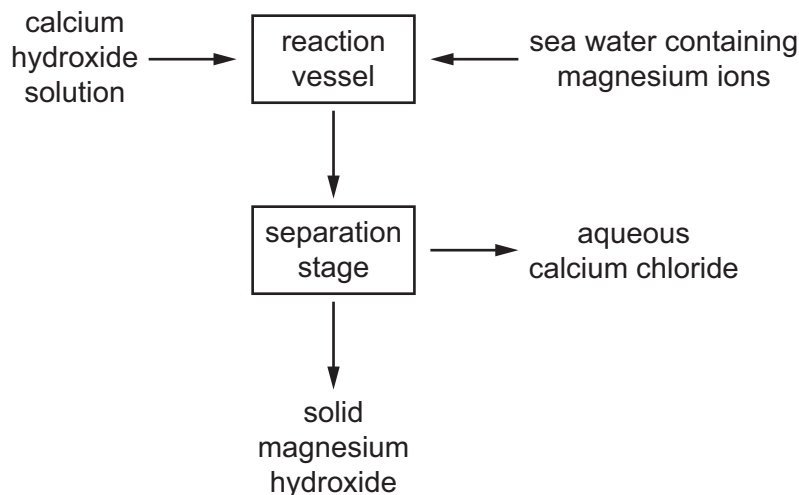 calcium
hydroxide
solution
reaction
vessel
sea water containing
magnesium ions
separation
stage
aqueous
calcium chloride
solid
magnesium
hydroxide